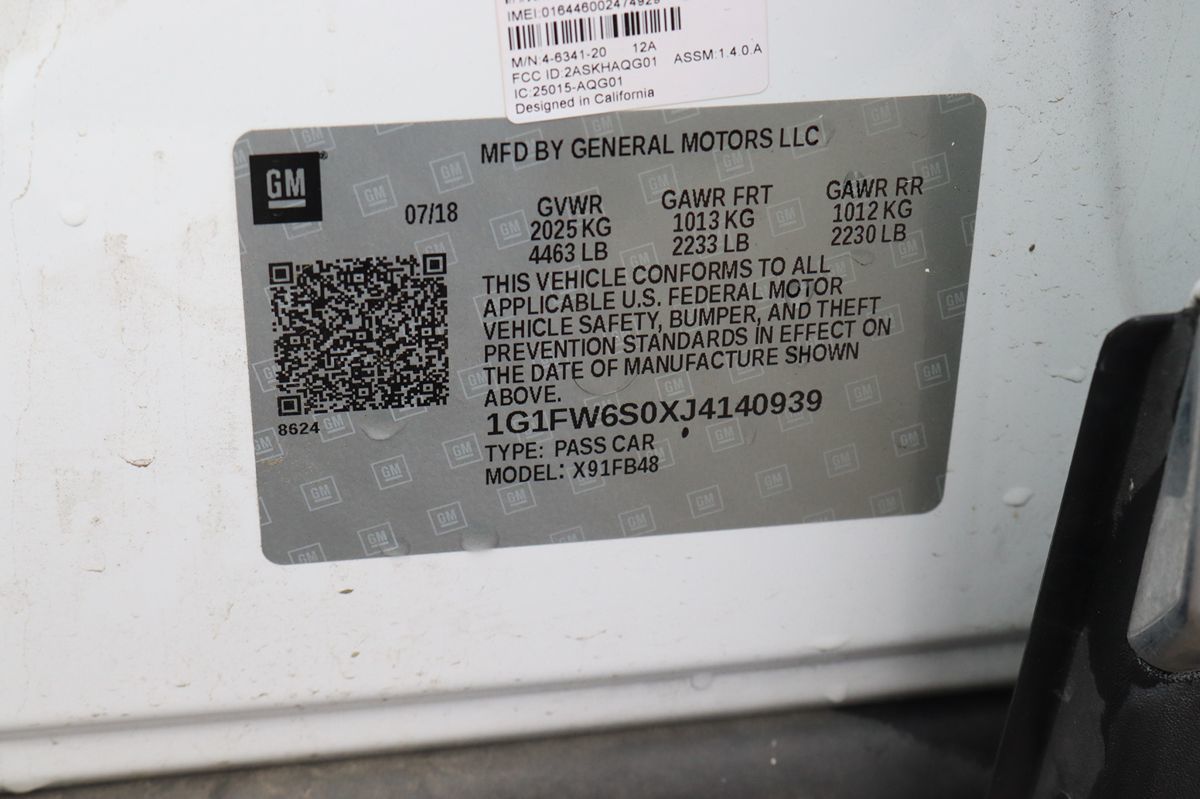 IMEI:016446002474929
M/N:4-6341-20 12A
FCC ID:2ASKHAQG01 ASSM:1.4.0.A
IC:25015-AQG01
Designed in California
MFD BY GENERAL MOTORS LLC
GM
07/18
GVWR GAWR FRT GAWR RR
2025 KG 1013 KG 1012 KG
4463 LB 2233 LB 2230 LB
THIS VEHICLE CONFORMS TO ALL
APPLICABLE U.S. FEDERAL MOTOR
VEHICLE SAFETY, BUMPER, AND THEFT
PREVENTION STANDARDS IN EFFECT ON
THE DATE OF MANUFACTURE SHOWN
ABOVE.
8624
1G1FW6S0XJ4140939
TYPE: PASS CAR
MODEL: X91FB48